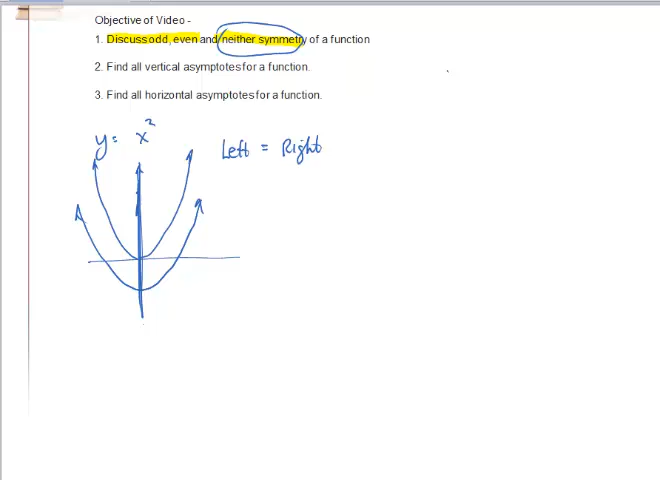 Objective of Video -
1. Discuss odd, even and/neither symmetry of a function
2. Find all vertical asymptotes for a function.
3. Find all horizontal asymptotes for a function.
y = x²
Left = Right